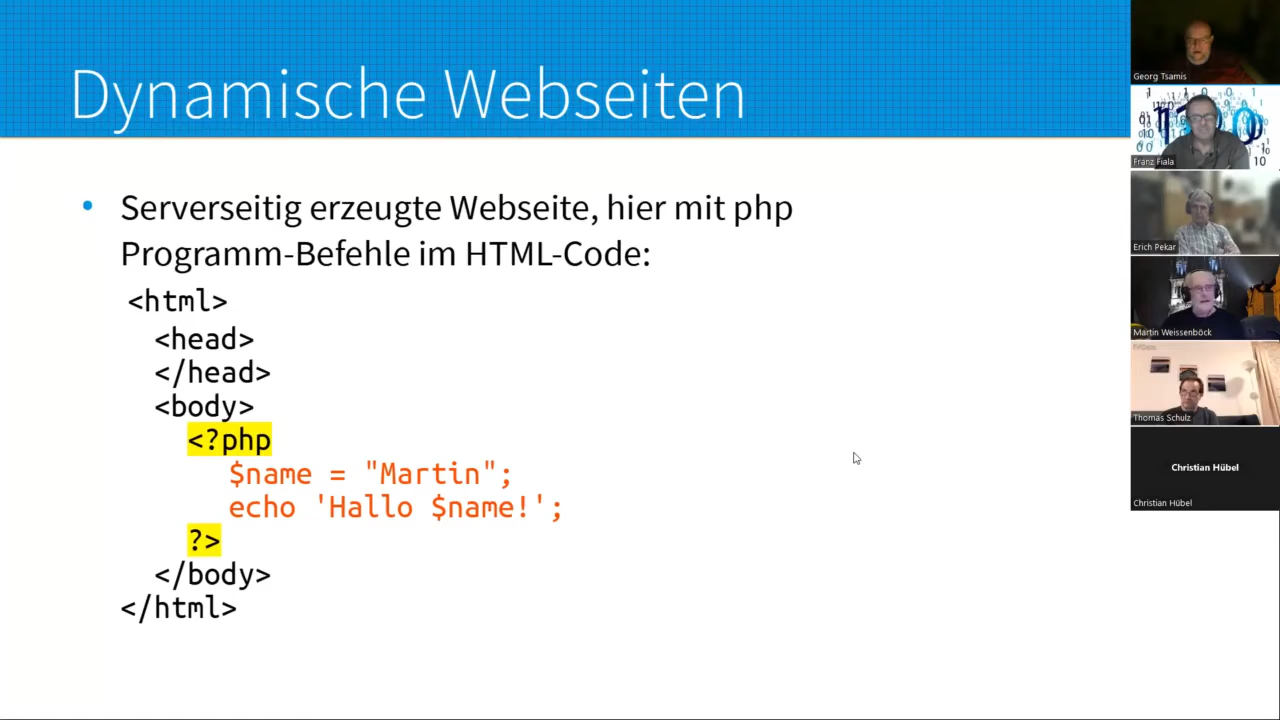 Dynamische Webseiten
• Serverseitig erzeugte Webseite, hier mit php
Programm-Befehle im HTML-Code:
<html>
<head>
</head>
<body>
<?php
$name = "Martin";
echo 'Hallo $name!';
?>
</body>
</html>
Georg Tsamis
Franz Fiala
Erich Pekar
Martin Weissenböck
Thomas Schulz
Christian Hübel
Christian Hübel